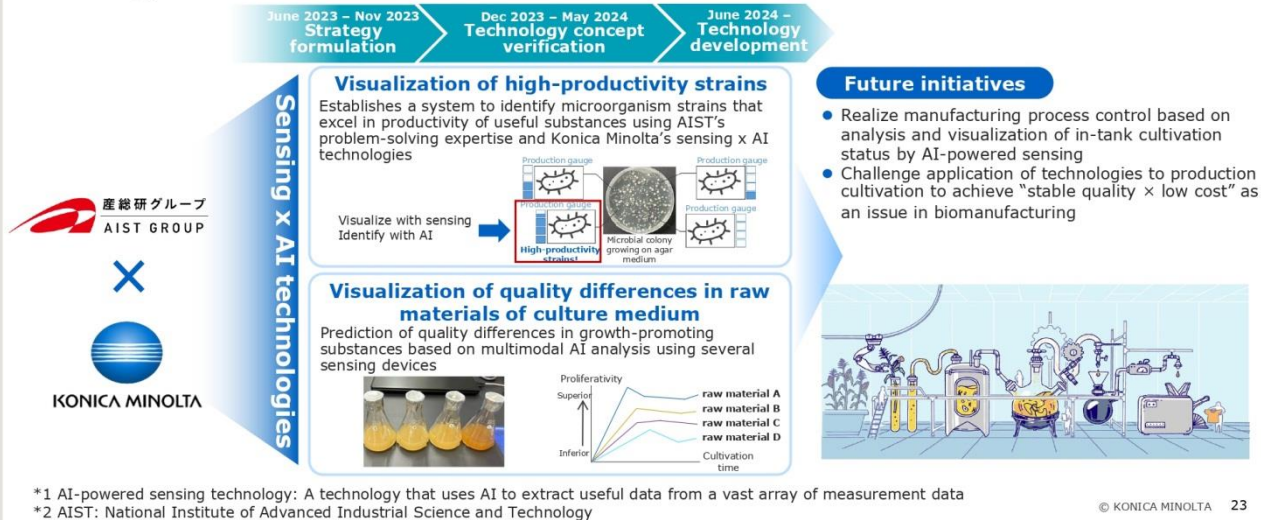 June 2023 – Nov 2023
Strategy
formulation
Dec 2023 – May 2024
Technology concept
verification
June 2024 –
Technology
development
産総研グループ
AIST GROUP
×
KONICA MINOLTA
Sensing x AI technologies
Visualization of high-productivity strains
Establishes a system to identify microorganism strains that
excel in productivity of useful substances using AIST's
problem-solving expertise and Konica Minolta's sensing x AI
technologies
Production gauge
Production gauge
Visualize with sensing
Identify with AI
Production gauge
High-productivity
strains!
Microbial colony
growing on agar
medium
Production gauge
Visualization of quality differences in raw
materials of culture medium
Prediction of quality differences in growth-promoting
substances based on multimodal AI analysis using several
sensing devices
Proliferativity
Superior
Inferior
raw material A
raw material B
raw material C
raw material D
Cultivation
time
Future initiatives
● Realize manufacturing process control based on
analysis and visualization of in-tank cultivation
status by AI-powered sensing
● Challenge application of technologies to production
cultivation to achieve "stable quality × low cost" as
an issue in biomanufacturing
*1 AI-powered sensing technology: A technology that uses AI to extract useful data from a vast array of measurement data
*2 AIST: National Institute of Advanced Industrial Science and Technology
© KONICA MINOLTA 23